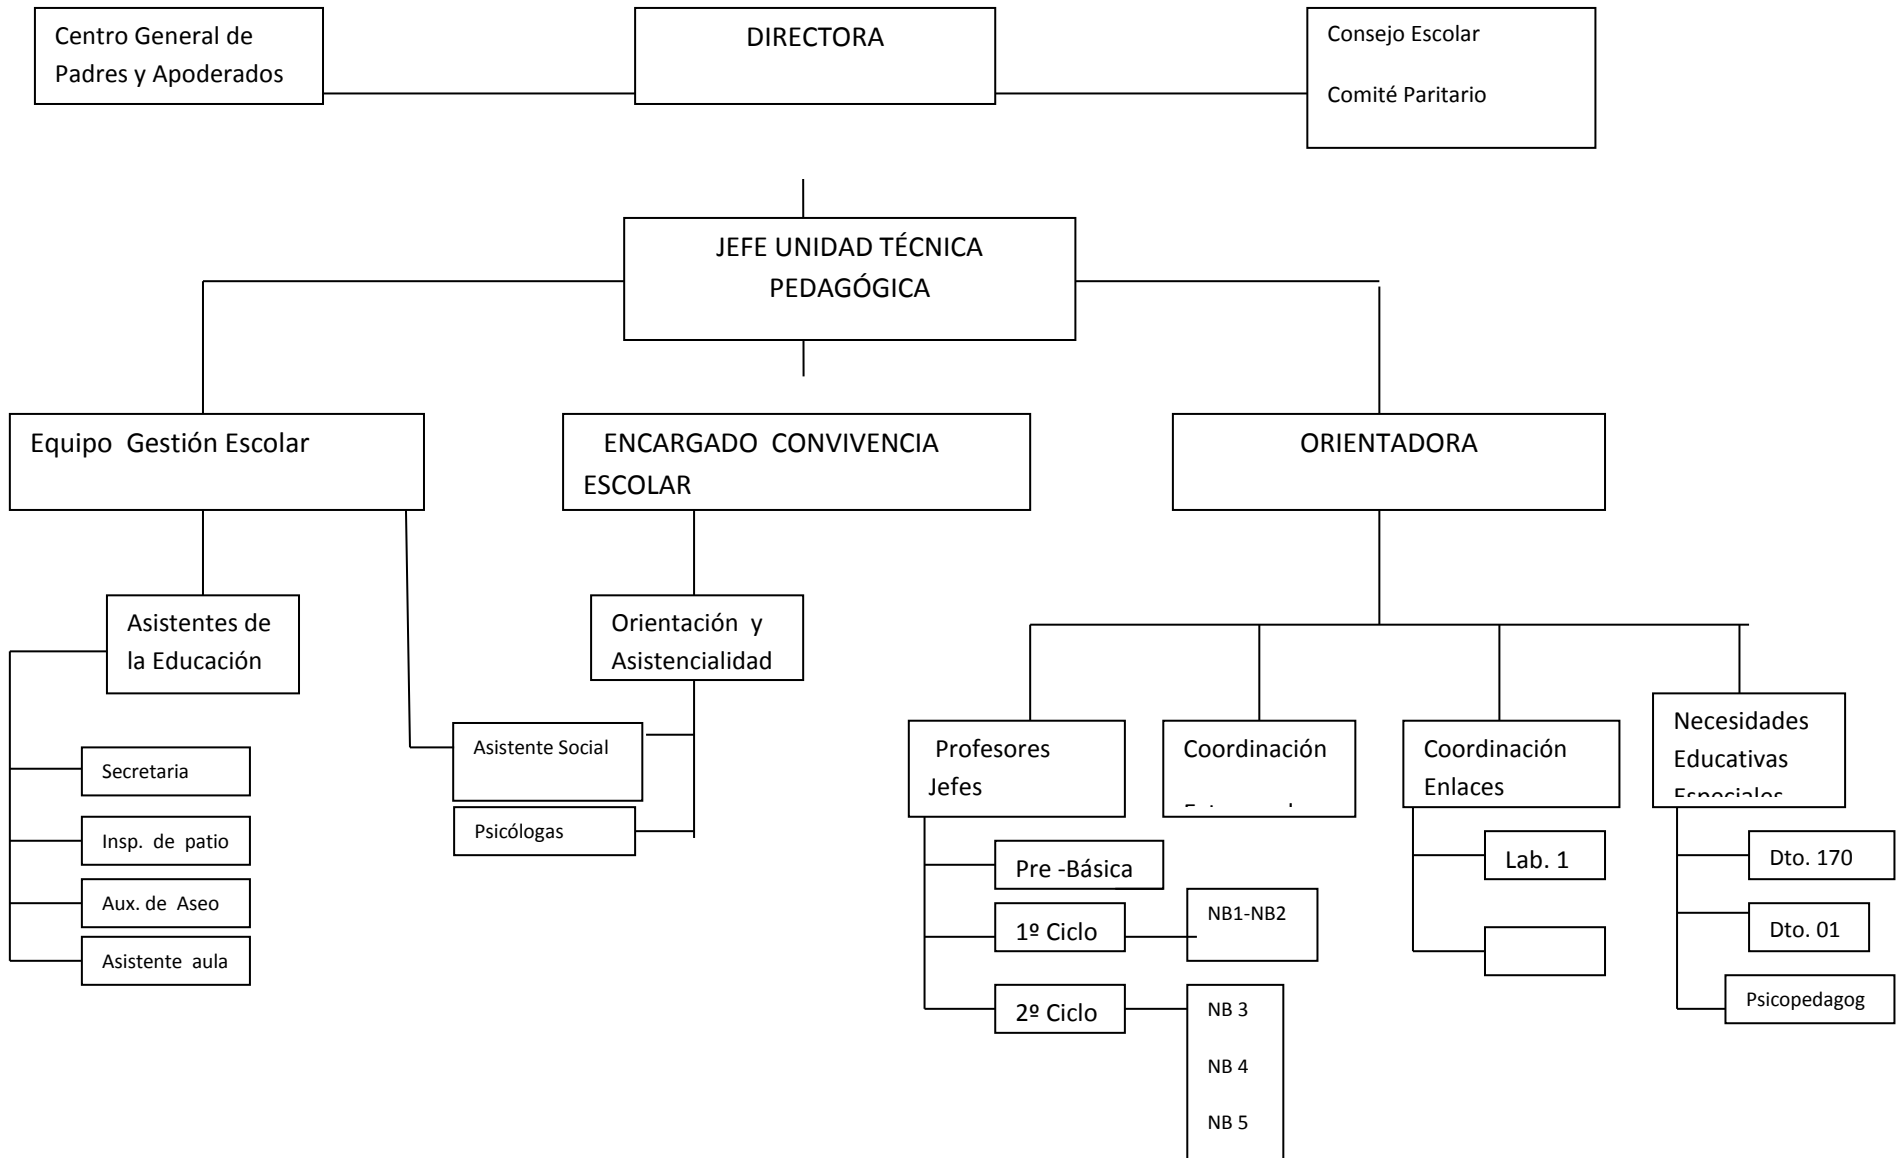 Centro General de
Padres y Apoderados
DIRECTORA
Consejo Escolar
Comité Paritario
JEFE UNIDAD TÉCNICA
PEDAGÓGICA
Equipo Gestión Escolar
ENCARGADO CONVIVENCIA
ESCOLAR
ORIENTADORA
Asistentes de
la Educación
Orientación y
Asistencialidad
Secretaria
Insp. de patio
Aux. de Aseo
Asistente aula
Asistente Social
Psicólogas
Profesores
Jefes
Coordinación
Coordinación
Enlaces
Necesidades
Educativas
Especiales
Pre -Básica
1º Ciclo
NB1-NB2
2º Ciclo
NB 3
NB 4
NB 5
Lab. 1
Dto. 170
Dto. 01
Psicopedagog